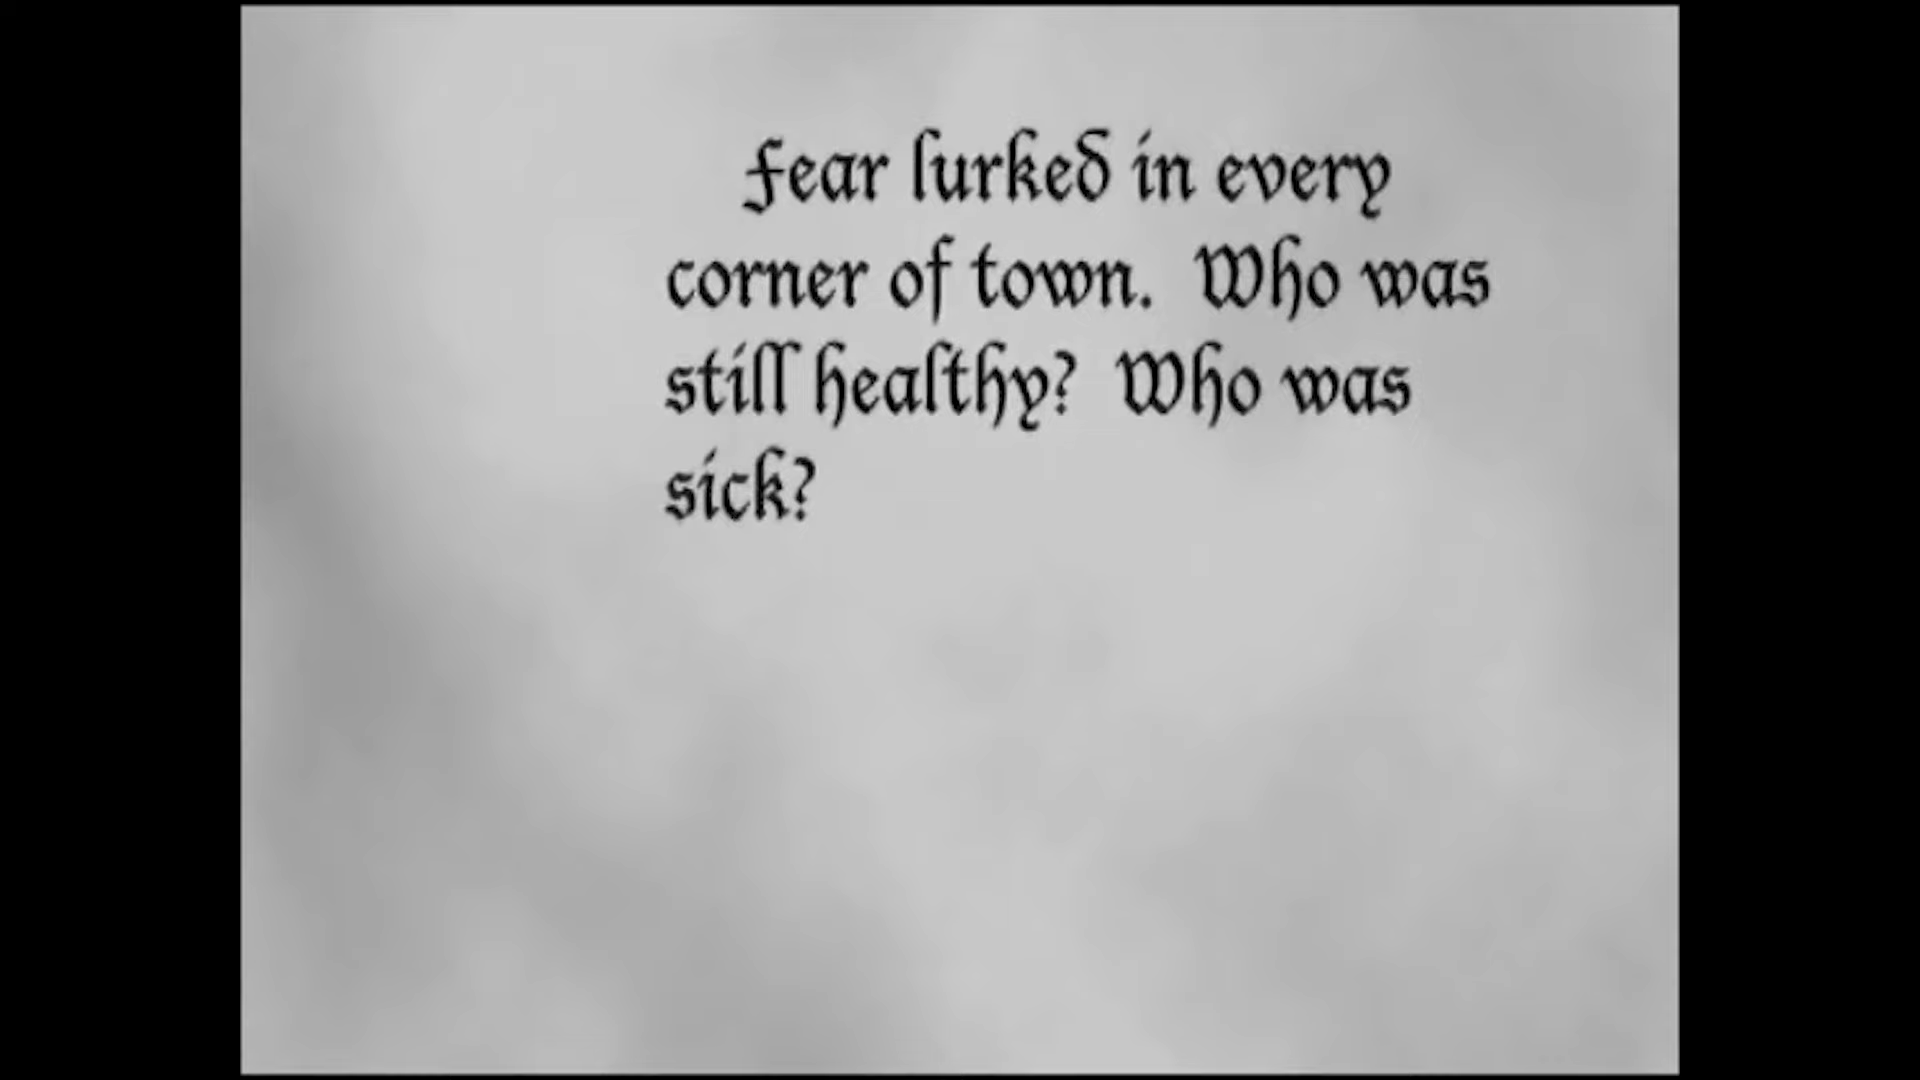 Fear lurked in every
corner of town. Who was
still healthy? Who was
sick?